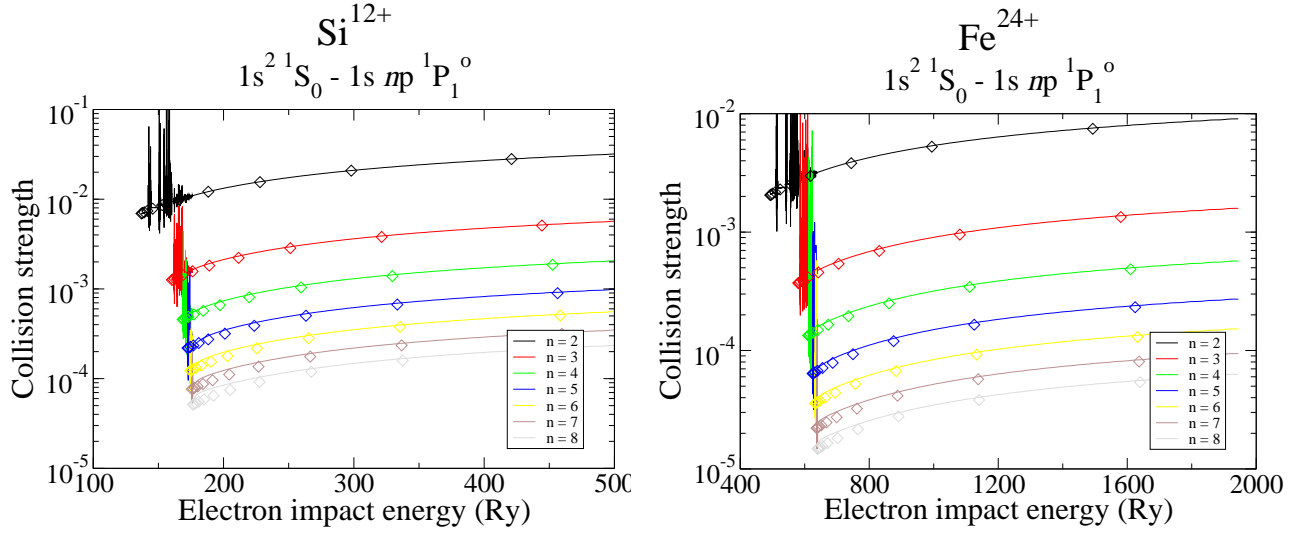 Si12+
1s2 1S0 - 1s np 1P1o
Collision strength
10-1
10-2
10-3
10-4
10-5
100
200
300
400
500
Electron impact energy (Ry)
n = 2
n = 3
n = 4
n = 5
n = 6
n = 7
n = 8
Fe24+
1s2 1S0 - 1s np 1P1o
Collision strength
10-2
10-3
10-4
10-5
400
800
1200
1600
2000
Electron impact energy (Ry)
n = 2
n = 3
n = 4
n = 5
n = 6
n = 7
n = 8